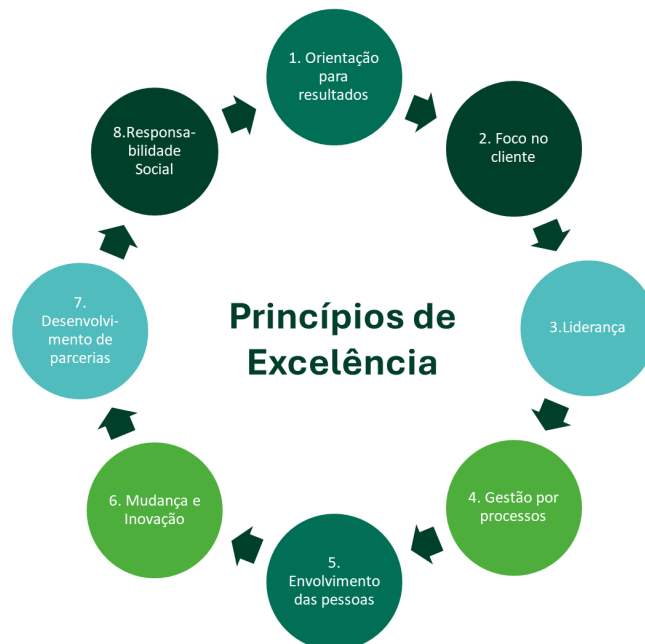 1. Orientação
para
resultados
2. Foco no
cliente
3.Liderança
4. Gestão por
processos
5.
Envolvimento
das pessoas
6. Mudança e
Inovação
7.
Desenvolvi-
mento de
parcerias
8.Responsa-
bilidade
Social
Princípios de
Excelência